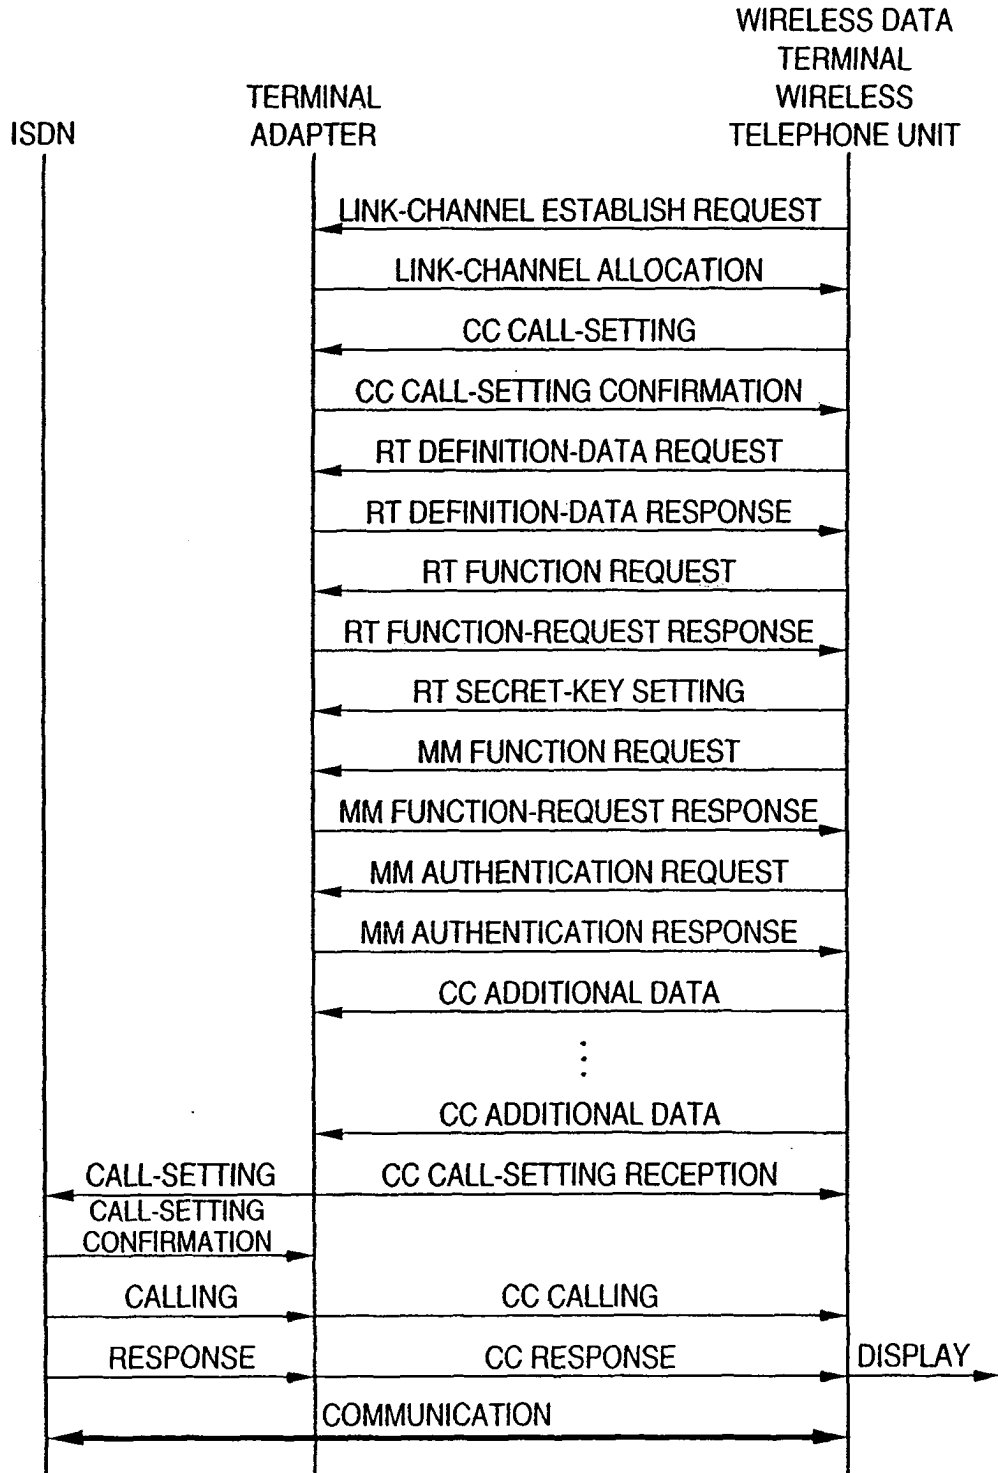 WIRELESS DATA
TERMINAL
WIRELESS
TELEPHONE UNIT
TERMINAL
ADAPTER
ISDN
LINK-CHANNEL ESTABLISH REQUEST
LINK-CHANNEL ALLOCATION
CC CALL-SETTING
CC CALL-SETTING CONFIRMATION
RT DEFINITION-DATA REQUEST
RT DEFINITION-DATA RESPONSE
RT FUNCTION REQUEST
RT FUNCTION-REQUEST RESPONSE
RT SECRET-KEY SETTING
MM FUNCTION REQUEST
MM FUNCTION-REQUEST RESPONSE
MM AUTHENTICATION REQUEST
MM AUTHENTICATION RESPONSE
CC ADDITIONAL DATA
CC ADDITIONAL DATA
CALL-SETTING
CC CALL-SETTING RECEPTION
CALL-SETTING
CONFIRMATION
CALLING
CC CALLING
RESPONSE
CC RESPONSE
DISPLAY
COMMUNICATION